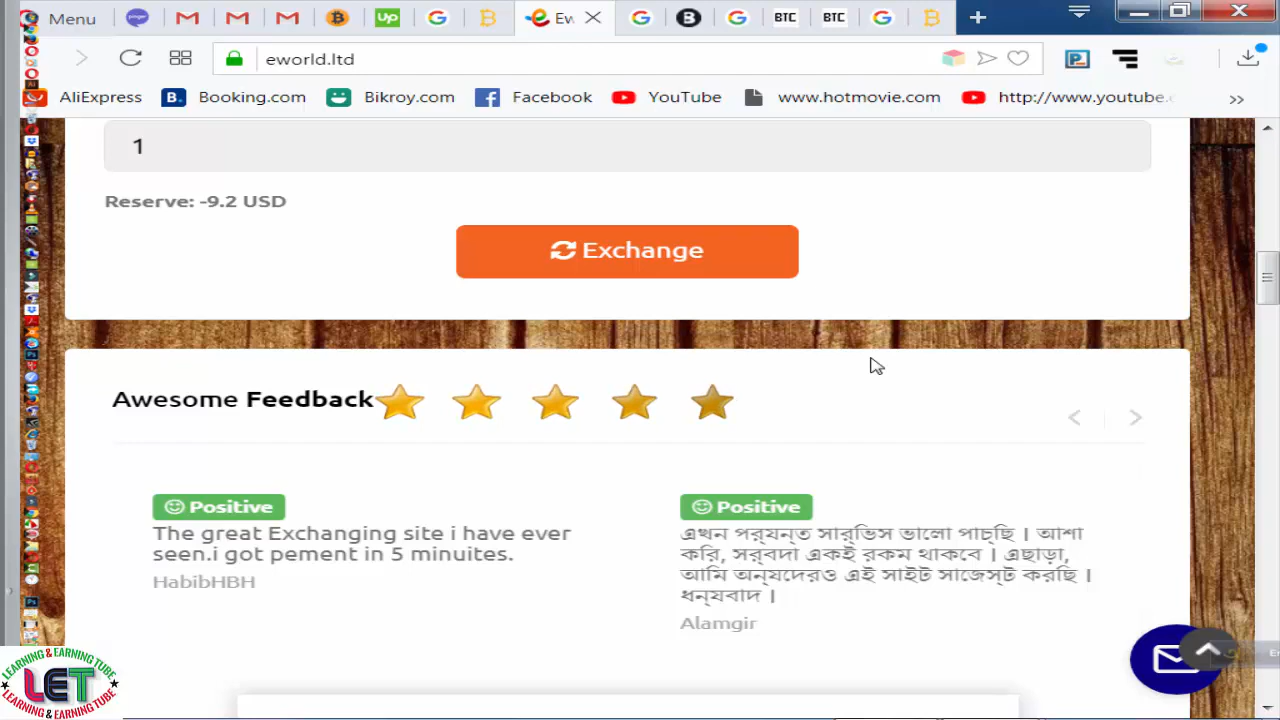 Menu
eworld.ltd
AliExpress
Booking.com
Bikroy.com
Facebook
YouTube
www.hotmovie.com
http://www.youtube.c
1
Reserve: -9.2 USD
Exchange
Awesome Feedback
Positive
The great Exchanging site i have ever
seen.i got pement in 5 minuites.
HabibHBH
Positive
এখন পর্যন্ত সার্ভিস ভালো পাচ্ছি । আশা
করি, সর্বদা একই রকম থাকবে । এছাড়া,
আমি অন্যদেরও এই সাইট সাজেস্ট করছি ।
ধন্যবাদ ।
Alamgir
LEARNING & EARNING TUBE
LET
LEARNING & EARNING TUBE